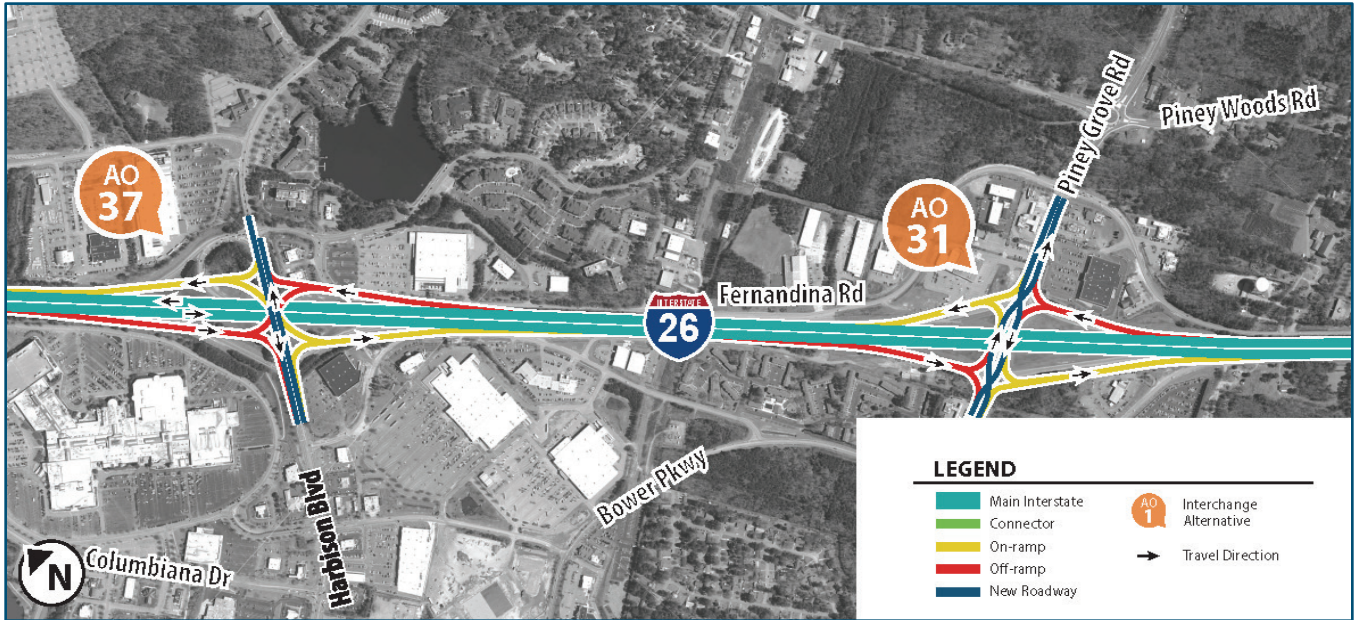 Piney Grove Rd
Piney Woods Rd
AO
37
AO
31
Fernandina Rd
INTERSTATE
26
Bower Pkwy
Harbison Blvd
Columbiana Dr
N
LEGEND
Main Interstate
Connector
On-ramp
Off-ramp
New Roadway
AO
1
Interchange
Alternative
Travel Direction